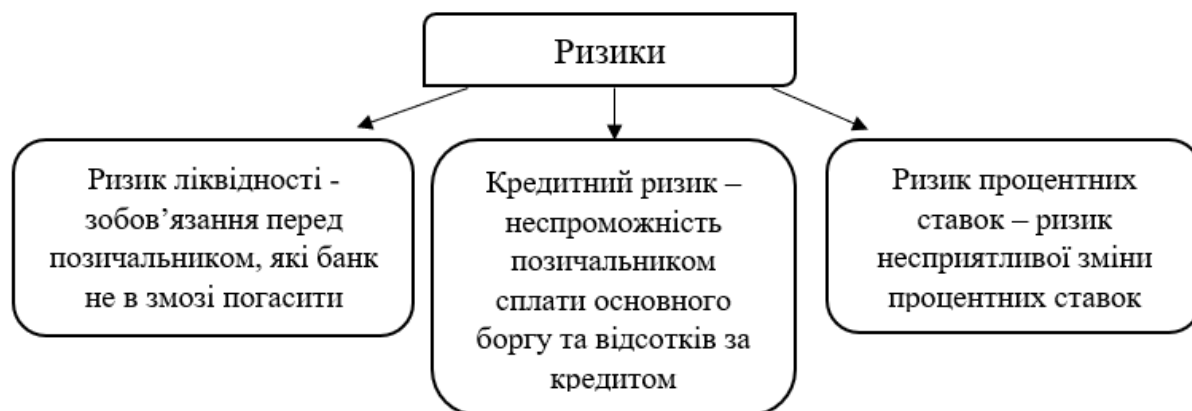 Ризики
Ризик ліквідності -
зобов’язання перед
позичальником, які банк
не в змозі погасити
Кредитний ризик –
неспроможність
позичальником
сплати основного
боргу та відсотків за
кредитом
Ризик процентних
ставок – ризик
несприятливої зміни
процентних ставок